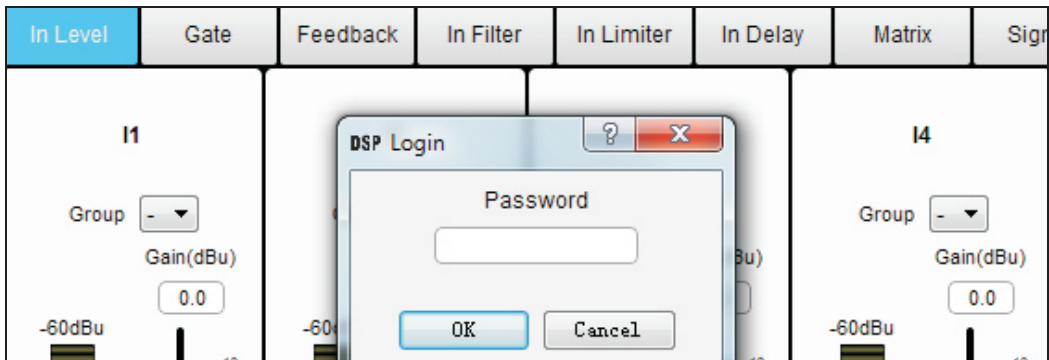 In Level Gate Feedback In Filter In Limiter In Delay Matrix
I1 I4
DSP Login
Password
Group - Group -
Gain(dBu) Gain(dBu)
0.0 0.0
-60dBu -60dBu
OK Cancel